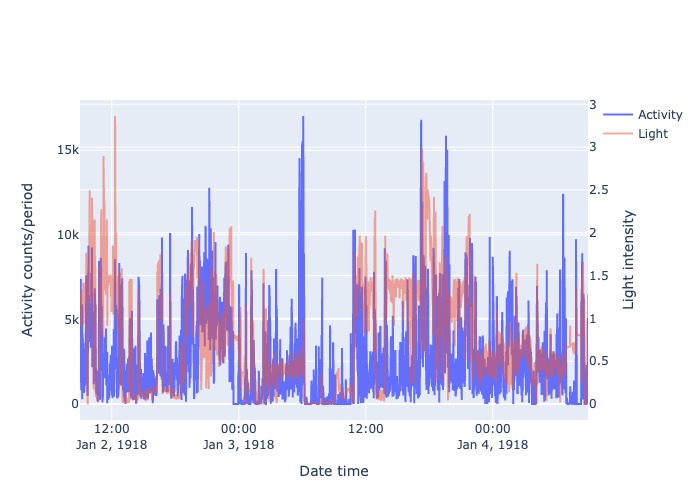 3
Activity
Light
15k
3
2.5
10k
2
1.5
5k
1
0.5
0
0
Activity counts/period
Light intensity
12:00
00:00
12:00
00:00
Jan 2, 1918
Jan 3, 1918
Jan 4, 1918
Date time